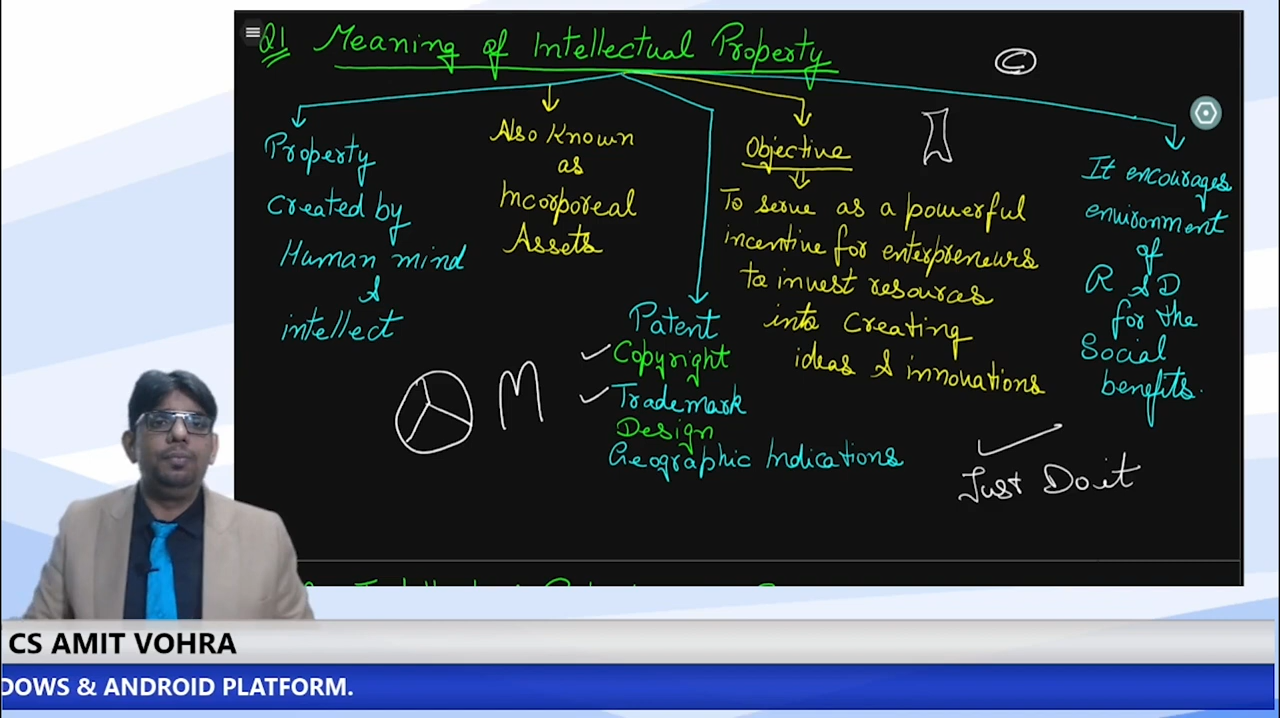 Q1 Meaning of Intellectual Property
©
Property
created by
Human mind
&
intellect
Also Known
as
Incorporeal
Assets
Patent
Copyright
Trademark
Design
Geographic Indications
Objective
To serve as a powerful
incentive for enterpreneurs
to invest resources
into Creating
ideas & innovations
It encourages
environment
of
R & D
for the
Social
benefits.
M
Just Do it
CS AMIT VOHRA
DOWS & ANDROID PLATFORM.